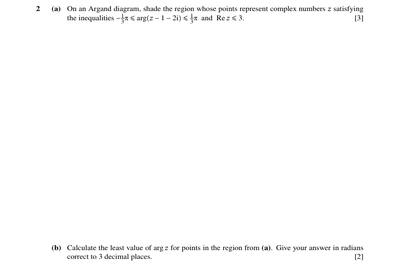 2 (a) On an Argand diagram, shade the region whose points represent complex numbers z satisfying
the inequalities −⅓π ⩽ arg(z − 1 − 2i) ⩽ ⅓π and Re z ⩽ 3. [3]
(b) Calculate the least value of arg z for points in the region from (a). Give your answer in radians
correct to 3 decimal places. [2]